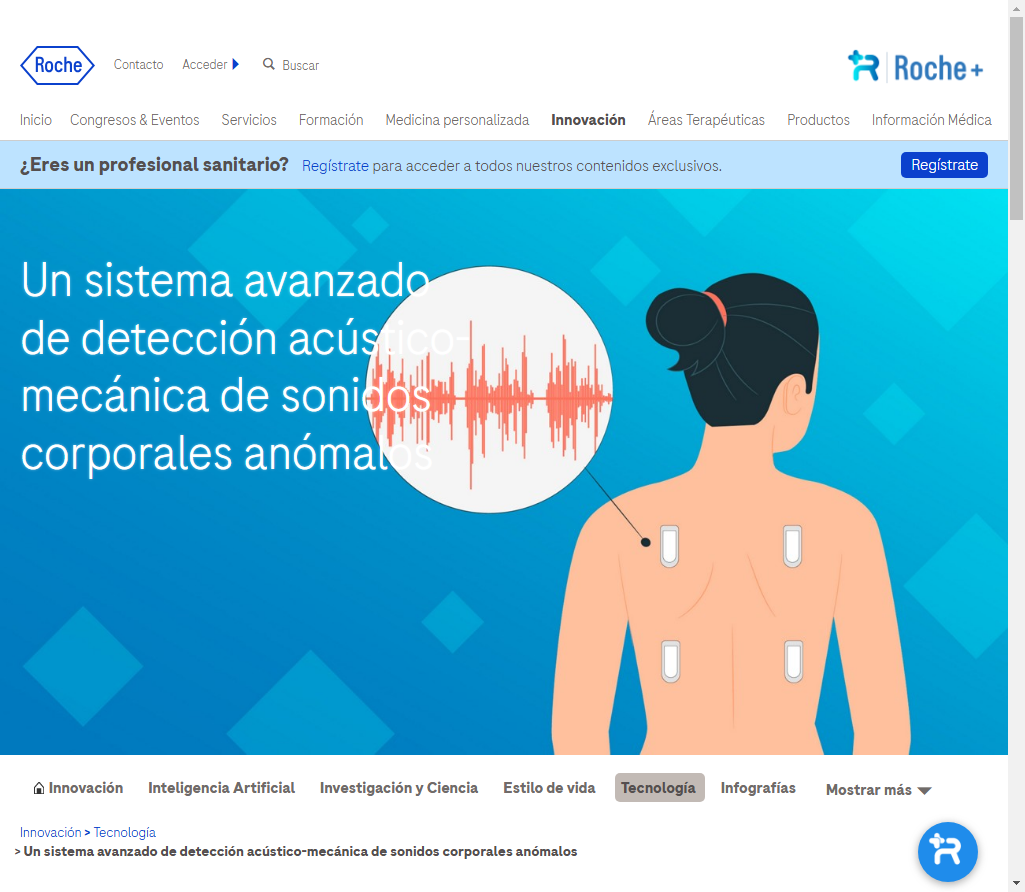 Roche
Contacto
Acceder
Buscar
Roche+
Inicio
Congresos & Eventos
Servicios
Formación
Medicina personalizada
Innovación
Áreas Terapéuticas
Productos
Información Médica
¿Eres un profesional sanitario?
Regístrate para acceder a todos nuestros contenidos exclusivos.
Regístrate
Un sistema avanzado
de detección acústico-
mecánica de sonidos
corporales anómalos
Innovación
Inteligencia Artificial
Investigación y Ciencia
Estilo de vida
Tecnología
Infografías
Mostrar más
Innovación > Tecnología
> Un sistema avanzado de detección acústico-mecánica de sonidos corporales anómalos